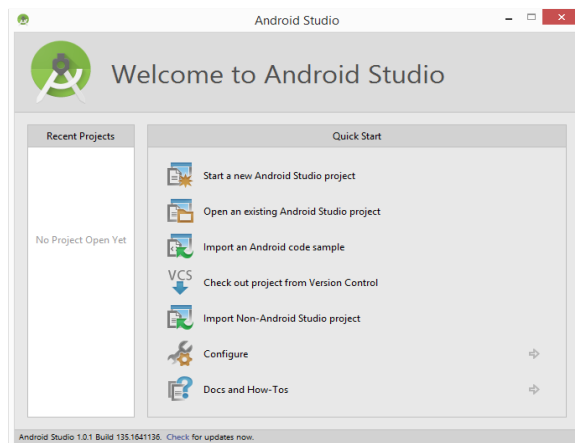 Android Studio
Welcome to Android Studio
Recent Projects
No Project Open Yet
Quick Start
Start a new Android Studio project
Open an existing Android Studio project
Import an Android code sample
VCS
Check out project from Version Control
Import Non-Android Studio project
Configure
Docs and How-Tos
Android Studio 1.0.1 Build 135.1641136. Check for updates now.